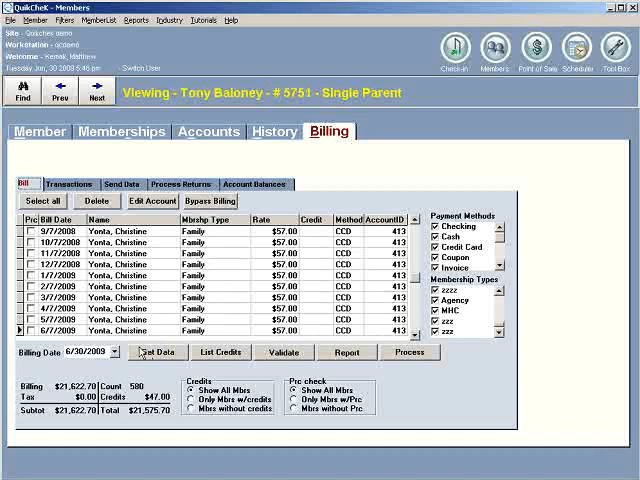 QuikCheK - Members
File Member Filters MemberList Reports Industry Tutorials Help
Site - Quikchek demo
Workstation - qcdemo
Welcome - Kemak, Matthew
Tuesday, Jun, 30 2009 5:46 pm - Switch User
Check-in Members Point of Sale Scheduler Tool Box
Find Prev Next Viewing - Tony Baloney - # 5751 - Single Parent
Member Memberships Accounts History Billing
Bill Transactions Send Data Process Returns Account Balances
Select all Delete Edit Account Bypass Billing
Prc Bill Date Name Mbrshp Type Rate Credit Method AccountID
9/7/2008 Yonta, Christine Family $57.00 CCD 413
10/7/2008 Yonta, Christine Family $57.00 CCD 413
11/7/2008 Yonta, Christine Family $57.00 CCD 413
12/7/2008 Yonta, Christine Family $57.00 CCD 413
1/7/2009 Yonta, Christine Family $57.00 CCD 413
2/7/2009 Yonta, Christine Family $57.00 CCD 413
3/7/2009 Yonta, Christine Family $57.00 CCD 413
4/7/2009 Yonta, Christine Family $57.00 CCD 413
5/7/2009 Yonta, Christine Family $57.00 CCD 413
6/7/2009 Yonta, Christine Family $57.00 CCD 413
Payment Methods
Checking
Cash
Credit Card
Coupon
Invoice
Membership Types
zzzz
Agency
MHC
zzz
zzz
Billing Date 6/30/2009 Get Data List Credits Validate Report Process
Billing $21,622.70 Count 580
Tax $0.00 Credits $47.00
Subtot $21,622.70 Total $21,575.70
Credits
Show All Mbrs
Only Mbrs w/credits
Mbrs without credits
Prc check
Show All Mbrs
Only Mbrs w/Prc
Mbrs without Prc